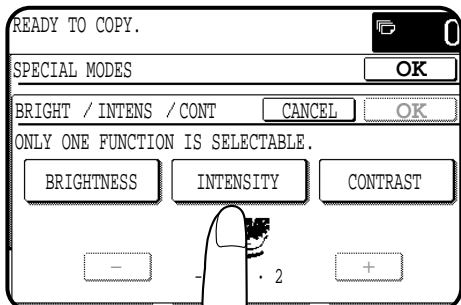 READY TO COPY.
0
SPECIAL MODES OK
BRIGHT / INTENS / CONT CANCEL OK
ONLY ONE FUNCTION IS SELECTABLE.
BRIGHTNESS INTENSITY CONTRAST
- - · 2 +